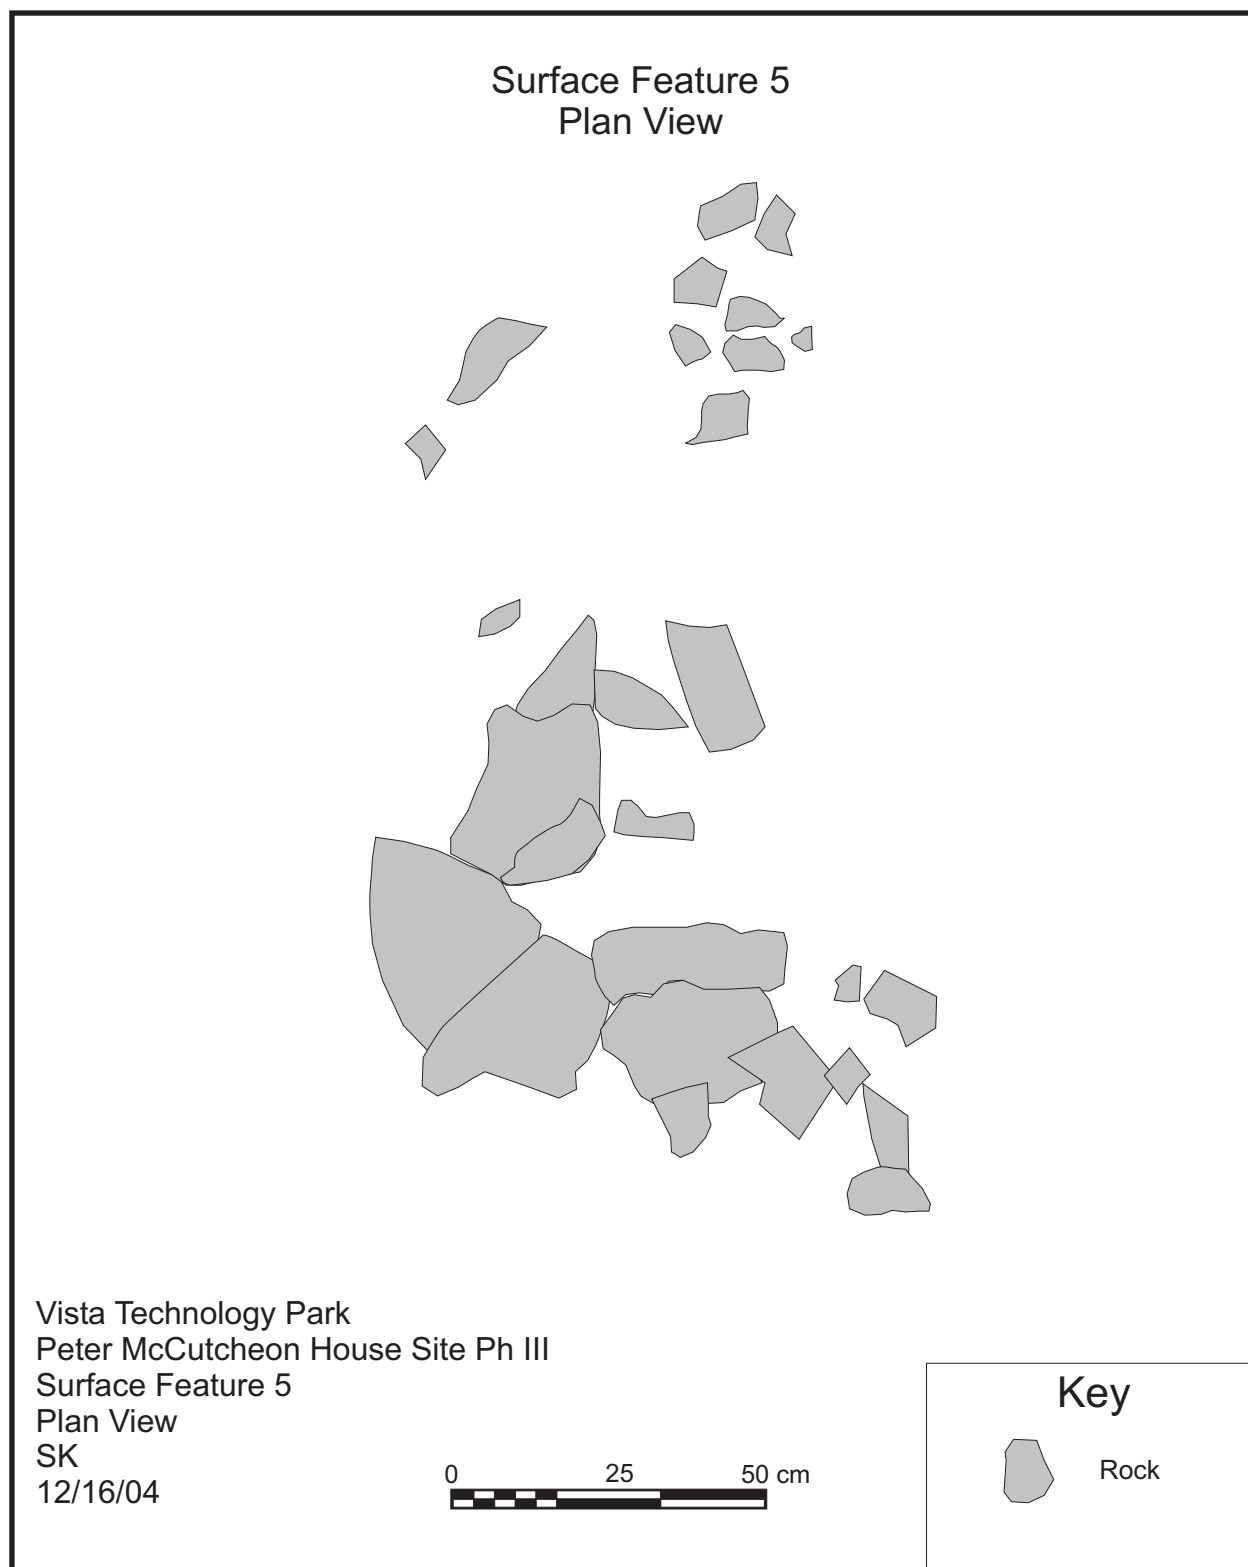 Surface Feature 5
Plan View
Vista Technology Park
Peter McCutcheon House Site Ph III
Surface Feature 5
Plan View
SK
12/16/04
0 25 50 cm
Key
Rock